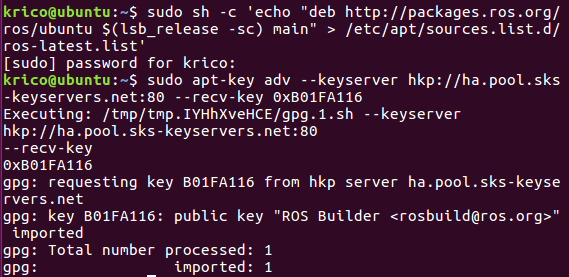 krico@ubuntu:~$ sudo sh -c 'echo "deb http://packages.ros.org/
ros/ubuntu $(lsb_release -sc) main" > /etc/apt/sources.list.d/
ros-latest.list'
[sudo] password for krico:
krico@ubuntu:~$ sudo apt-key adv --keyserver hkp://ha.pool.sks
-keyservers.net:80 --recv-key 0xB01FA116
Executing: /tmp/tmp.IYHhXveHCE/gpg.1.sh --keyserver
hkp://ha.pool.sks-keyservers.net:80
--recv-key
0xB01FA116
gpg: requesting key B01FA116 from hkp server ha.pool.sks-keyse
rvers.net
gpg: key B01FA116: public key "ROS Builder <rosbuild@ros.org>"
 imported
gpg: Total number processed: 1
gpg:               imported: 1